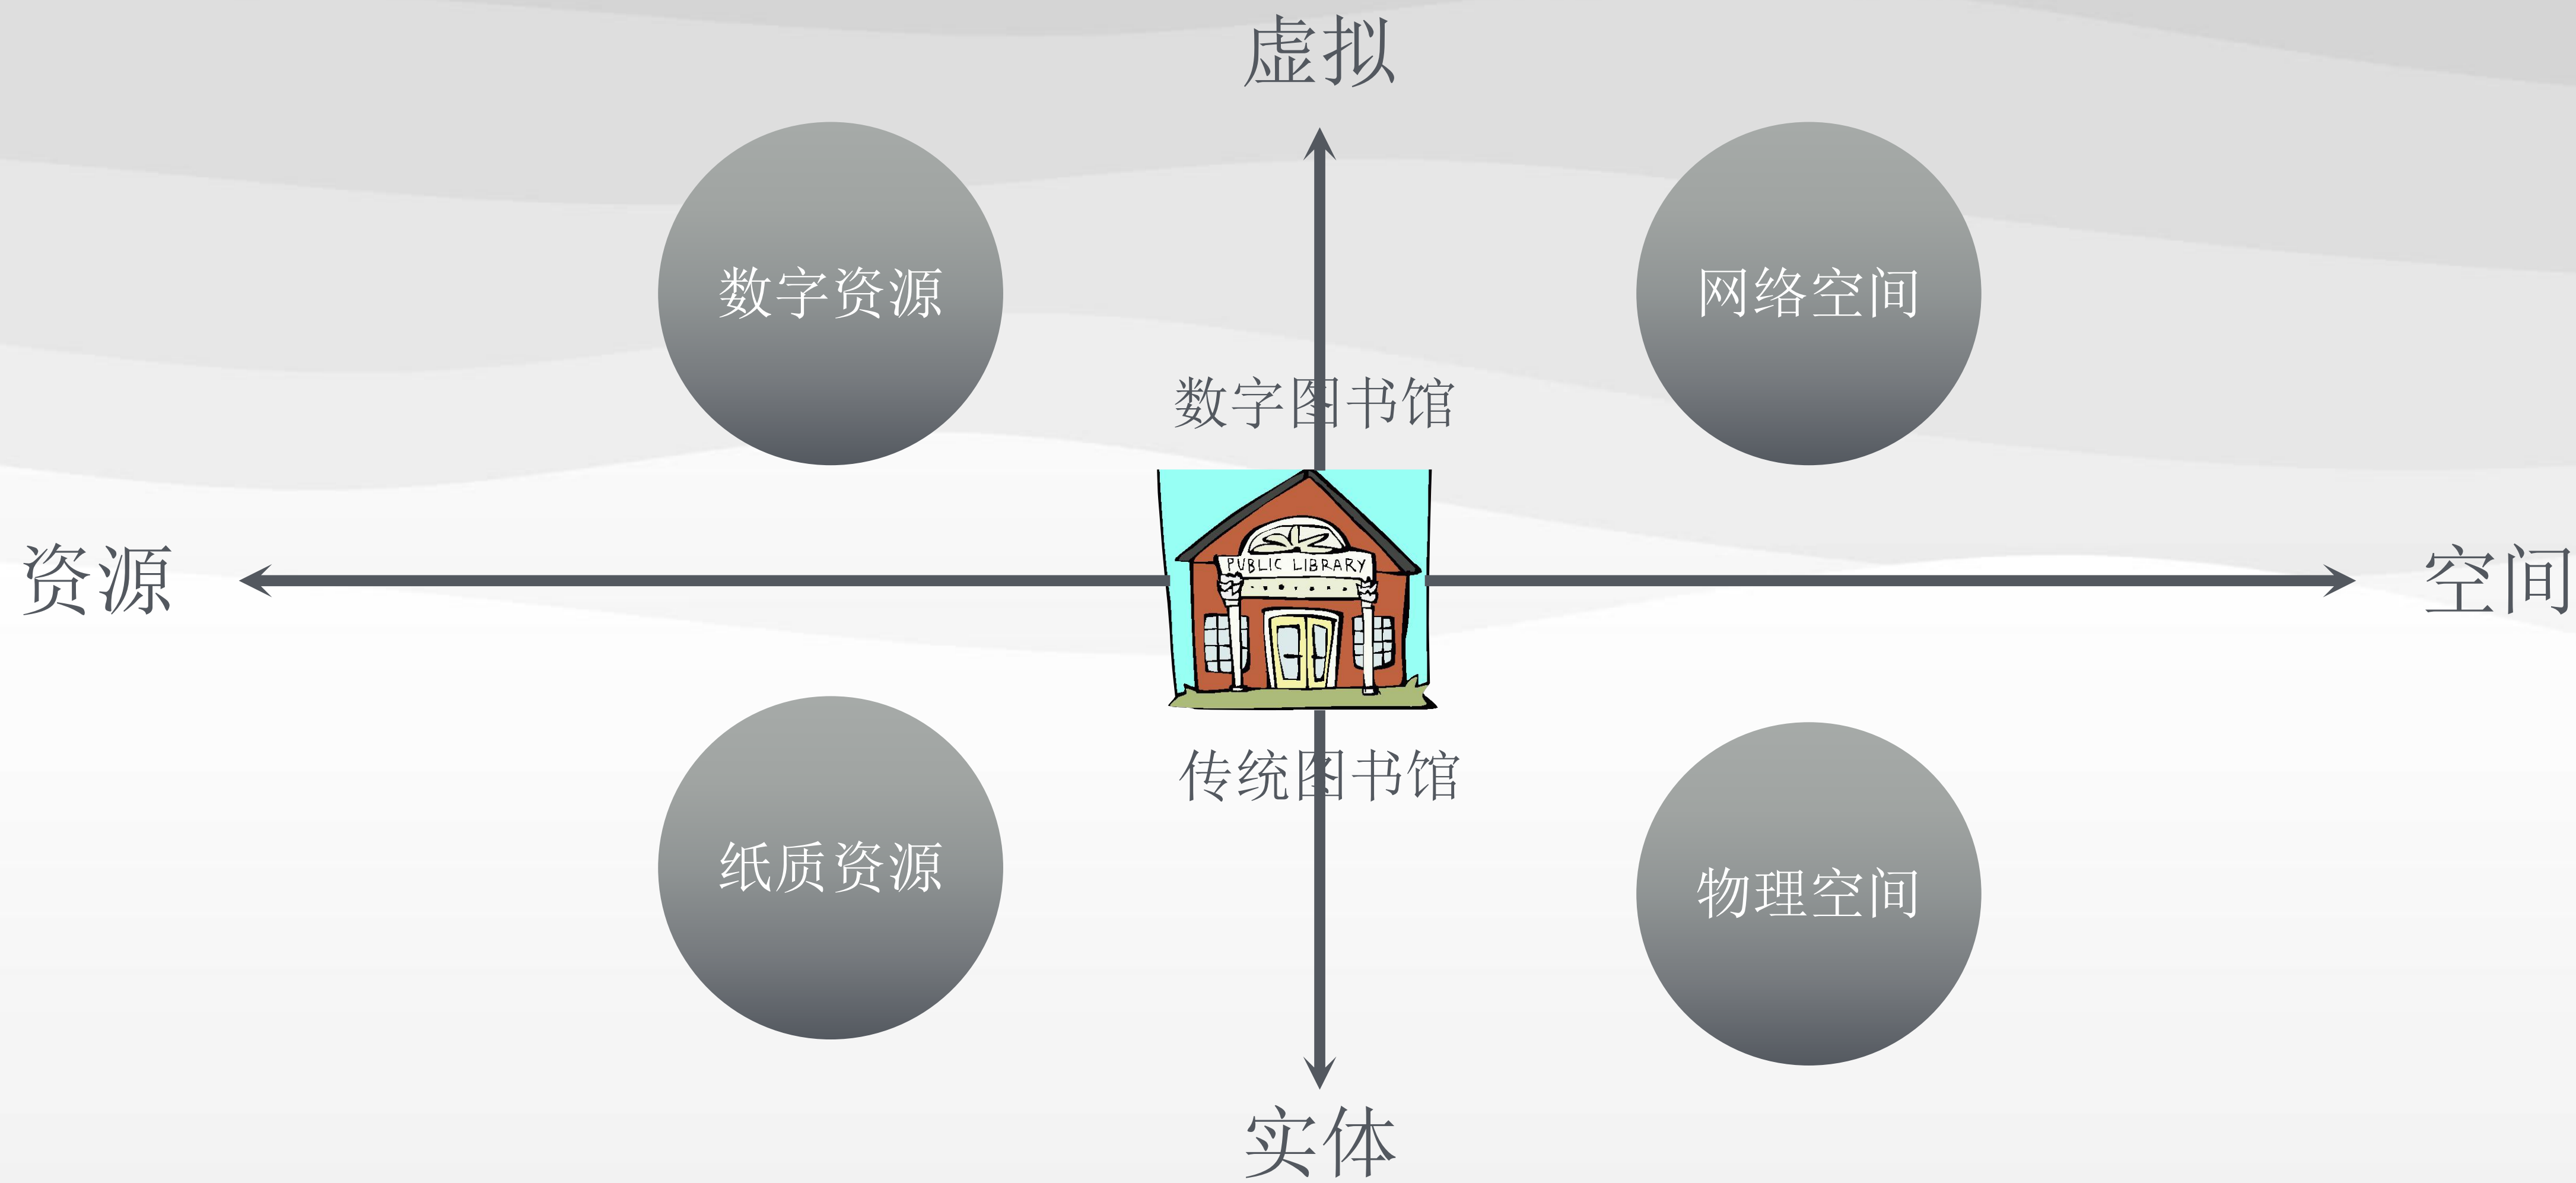 虚拟
数字资源
网络空间
数字图书馆
PUBLIC LIBRARY
资源
空间
传统图书馆
纸质资源
物理空间
实体